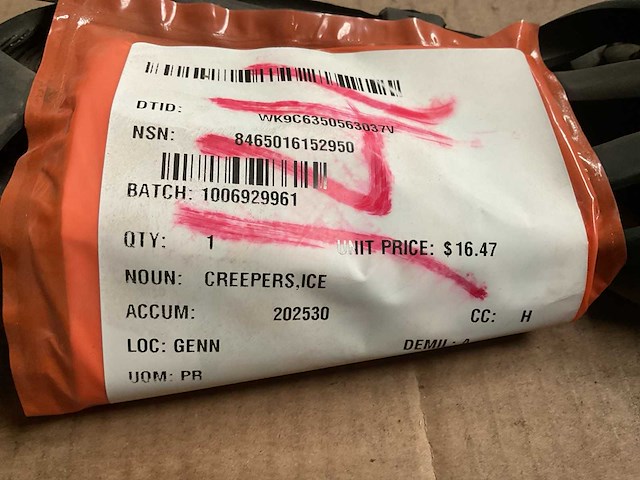 DTID: WK9C6350563037V
NSN: 8465016152950
BATCH: 1006929961
QTY: 1 UNIT PRICE: $16.47
NOUN: CREEPERS,ICE
ACCUM: 202530 CC: H
LOC: GENN DEMIL: A
UOM: PR